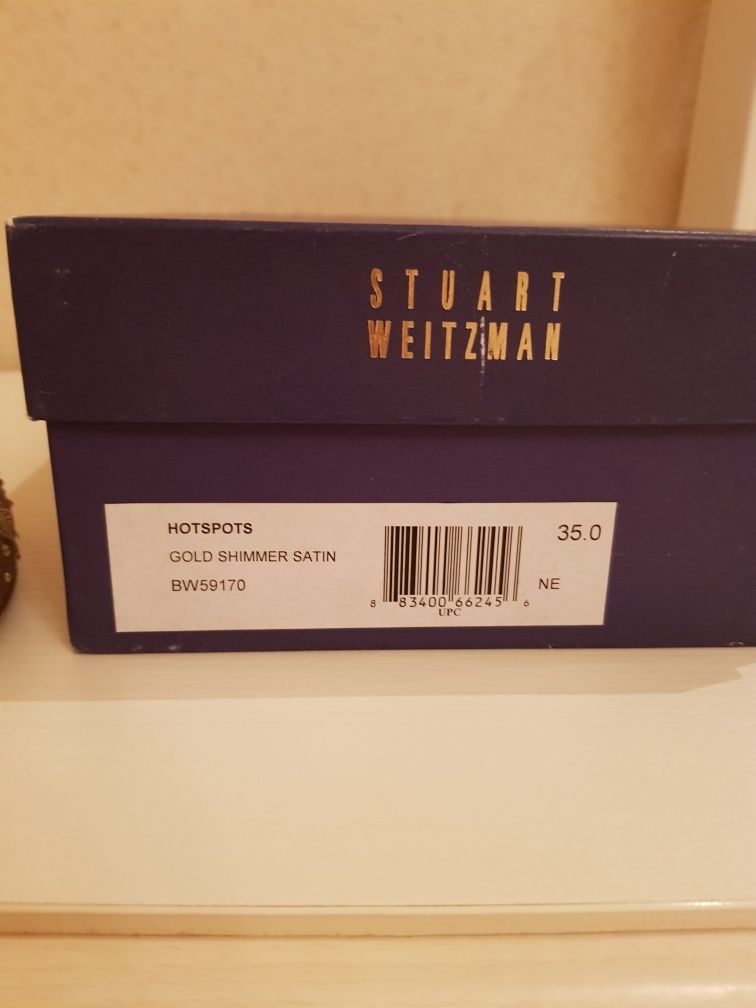 STUART
WEITZMAN
HOTSPOTS
GOLD SHIMMER SATIN
BW59170
8 83400 66245 6
UPC
35.0
NE